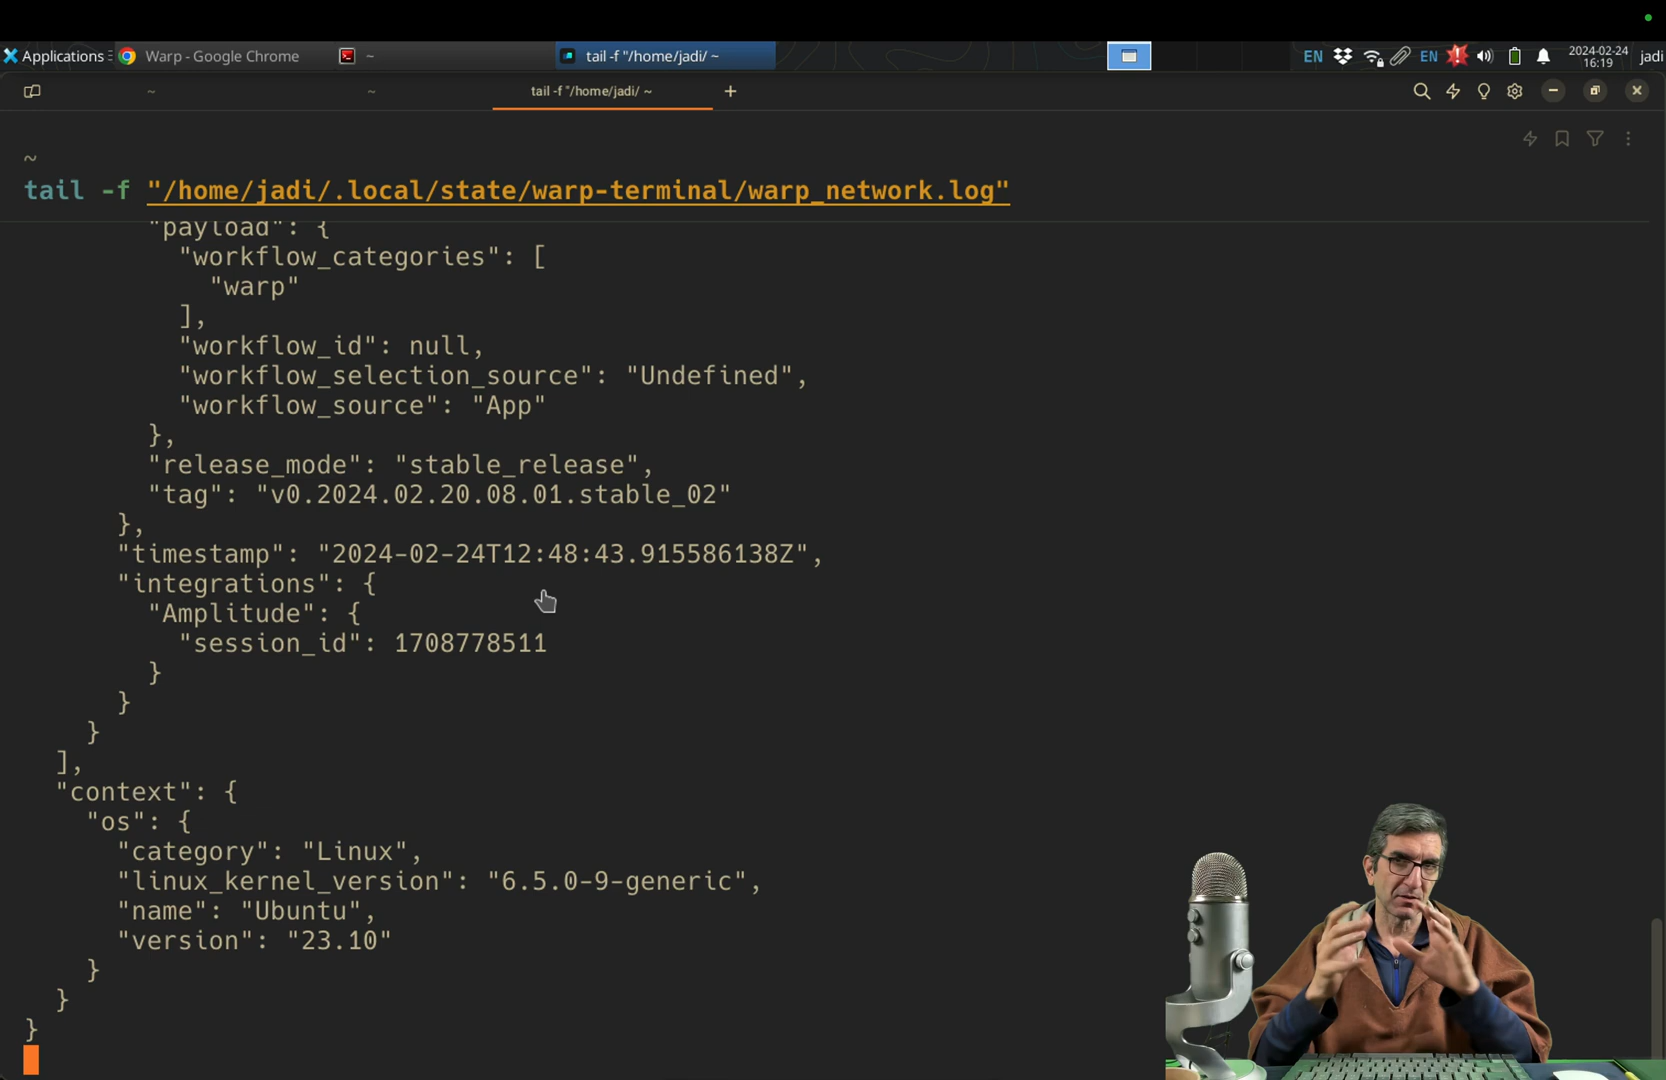 Applications
Warp - Google Chrome
~
tail -f "/home/jadi/ ~
EN
EN
2024-02-24
16:19
jadi
~
~
tail -f "/home/jadi/ ~
+
~
tail -f "/home/jadi/.local/state/warp-terminal/warp_network.log"
"payload": {
"workflow_categories": [
"warp"
],
"workflow_id": null,
"workflow_selection_source": "Undefined",
"workflow_source": "App"
},
"release_mode": "stable_release",
"tag": "v0.2024.02.20.08.01.stable_02"
},
"timestamp": "2024-02-24T12:48:43.915586138Z",
"integrations": {
"Amplitude": {
"session_id": 1708778511
}
}
}
],
"context": {
"os": {
"category": "Linux",
"linux_kernel_version": "6.5.0-9-generic",
"name": "Ubuntu",
"version": "23.10"
}
}
}